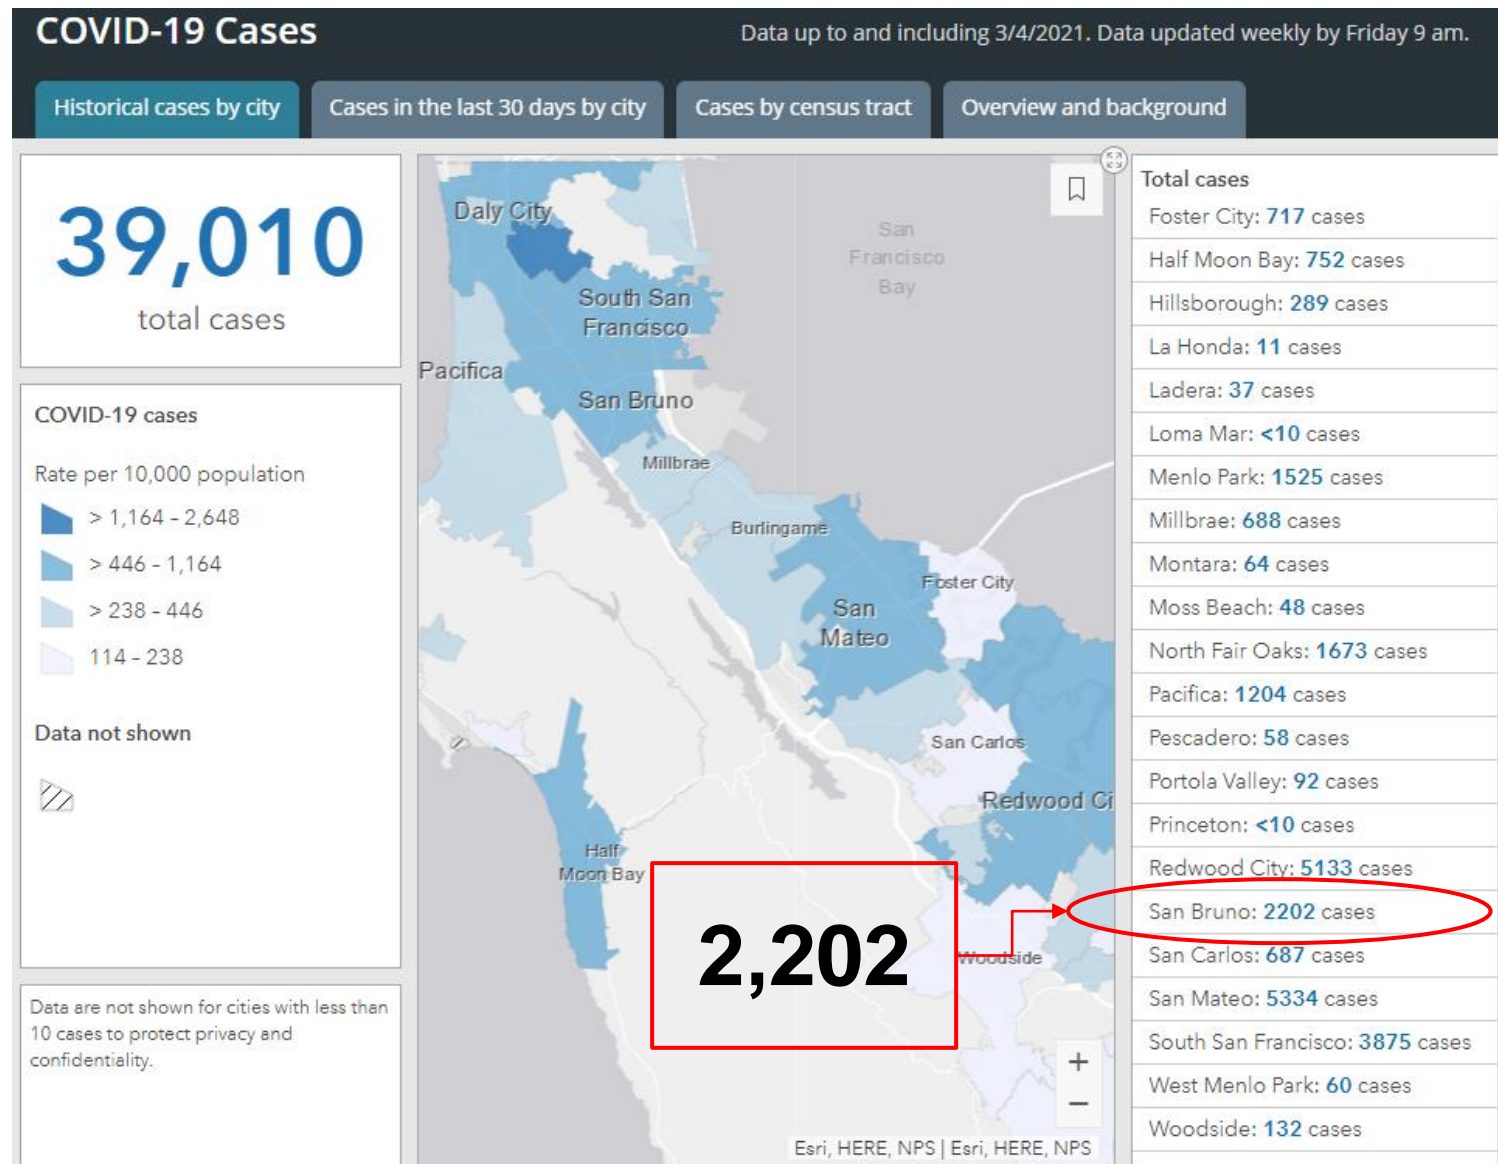 COVID-19 Cases
Data up to and including 3/4/2021. Data updated weekly by Friday 9 am.
Historical cases by city
Cases in the last 30 days by city
Cases by census tract
Overview and background
39,010
total cases
COVID-19 cases
Rate per 10,000 population
> 1,164 - 2,648
> 446 - 1,164
> 238 - 446
114 - 238
Data not shown
Data are not shown for cities with less than
10 cases to protect privacy and
confidentiality.
Daly City
San
Francisco
Bay
South San
Francisco
Pacifica
San Bruno
Millbrae
Burlingame
Foster City
San
Mateo
San Carlos
Redwood Ci
Half
Moon Bay
2,202
Woodside
+
−
Esri, HERE, NPS | Esri, HERE, NPS
Total cases
Foster City: 717 cases
Half Moon Bay: 752 cases
Hillsborough: 289 cases
La Honda: 11 cases
Ladera: 37 cases
Loma Mar: <10 cases
Menlo Park: 1525 cases
Millbrae: 688 cases
Montara: 64 cases
Moss Beach: 48 cases
North Fair Oaks: 1673 cases
Pacifica: 1204 cases
Pescadero: 58 cases
Portola Valley: 92 cases
Princeton: <10 cases
Redwood City: 5133 cases
San Bruno: 2202 cases
San Carlos: 687 cases
San Mateo: 5334 cases
South San Francisco: 3875 cases
West Menlo Park: 60 cases
Woodside: 132 cases